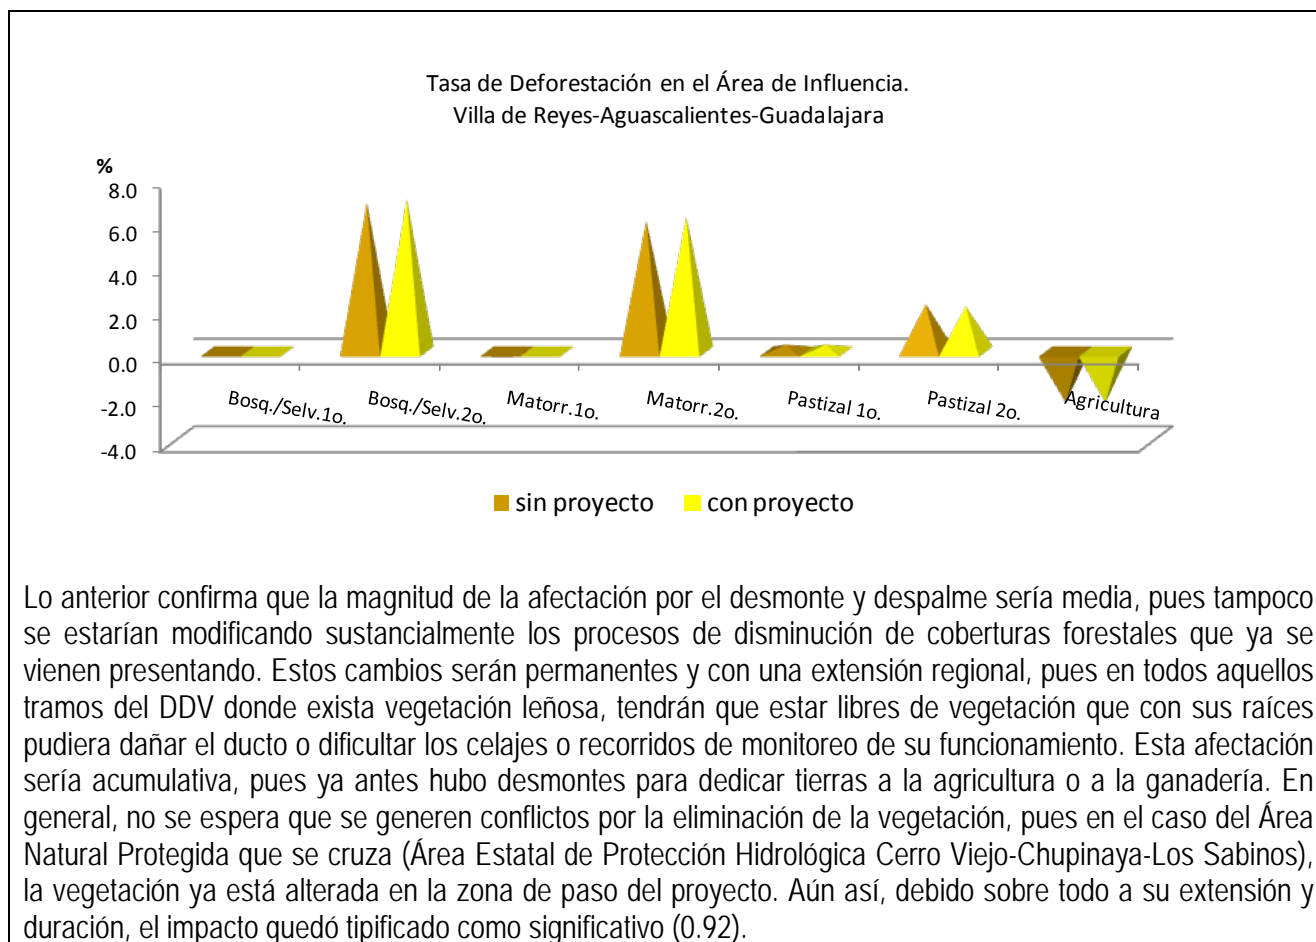 Tasa de Deforestación en el Área de Influencia.
Villa de Reyes-Aguascalientes-Guadalajara
%
8.0
6.0
4.0
2.0
0.0
-2.0
-4.0
Bosq./Selv.1o.
Bosq./Selv.2o.
Matorr.1o.
Matorr.2o.
Pastizal 1o.
Pastizal 2o.
Agricultura
sin proyecto con proyecto
Lo anterior confirma que la magnitud de la afectación por el desmonte y despalme sería media, pues tampoco
se estarían modificando sustancialmente los procesos de disminución de coberturas forestales que ya se
vienen presentando. Estos cambios serán permanentes y con una extensión regional, pues en todos aquellos
tramos del DDV donde exista vegetación leñosa, tendrán que estar libres de vegetación que con sus raíces
pudiera dañar el ducto o dificultar los celajes o recorridos de monitoreo de su funcionamiento. Esta afectación
sería acumulativa, pues ya antes hubo desmontes para dedicar tierras a la agricultura o a la ganadería. En
general, no se espera que se generen conflictos por la eliminación de la vegetación, pues en el caso del Área
Natural Protegida que se cruza (Área Estatal de Protección Hidrológica Cerro Viejo-Chupinaya-Los Sabinos),
la vegetación ya está alterada en la zona de paso del proyecto. Aún así, debido sobre todo a su extensión y
duración, el impacto quedó tipificado como significativo (0.92).